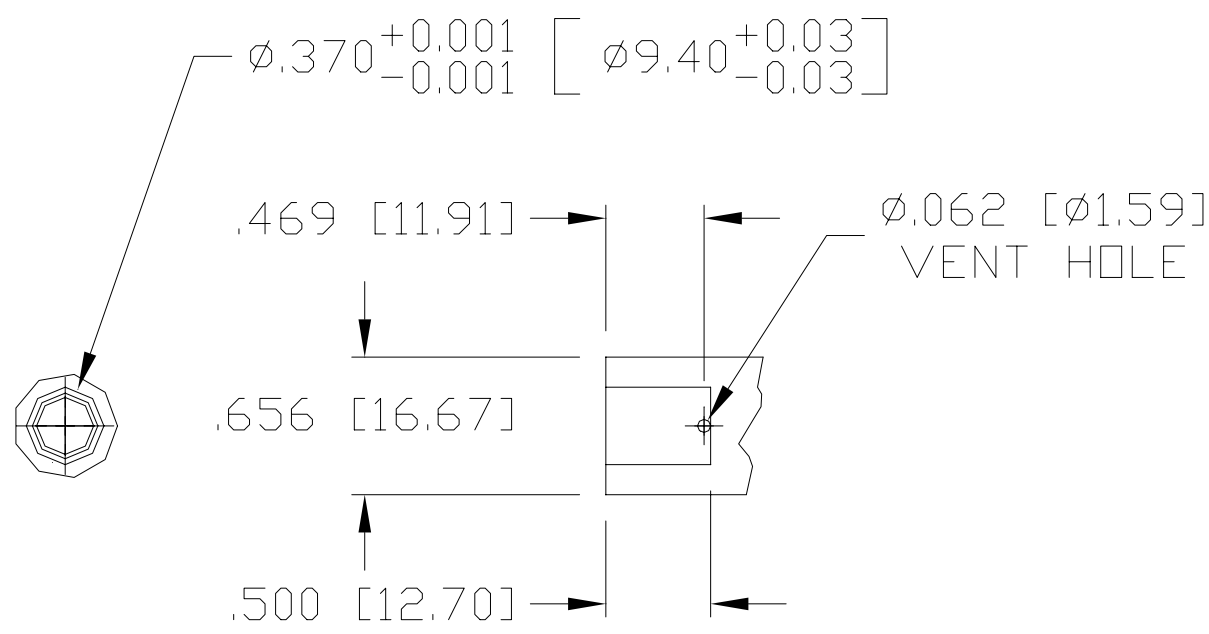 Ø.370 +0.001 -0.001 [ Ø9.40 +0.03 -0.03 ]
.469 [11.91]
Ø.062 [Ø1.59]
VENT HOLE
.656 [16.67]
.500 [12.70]